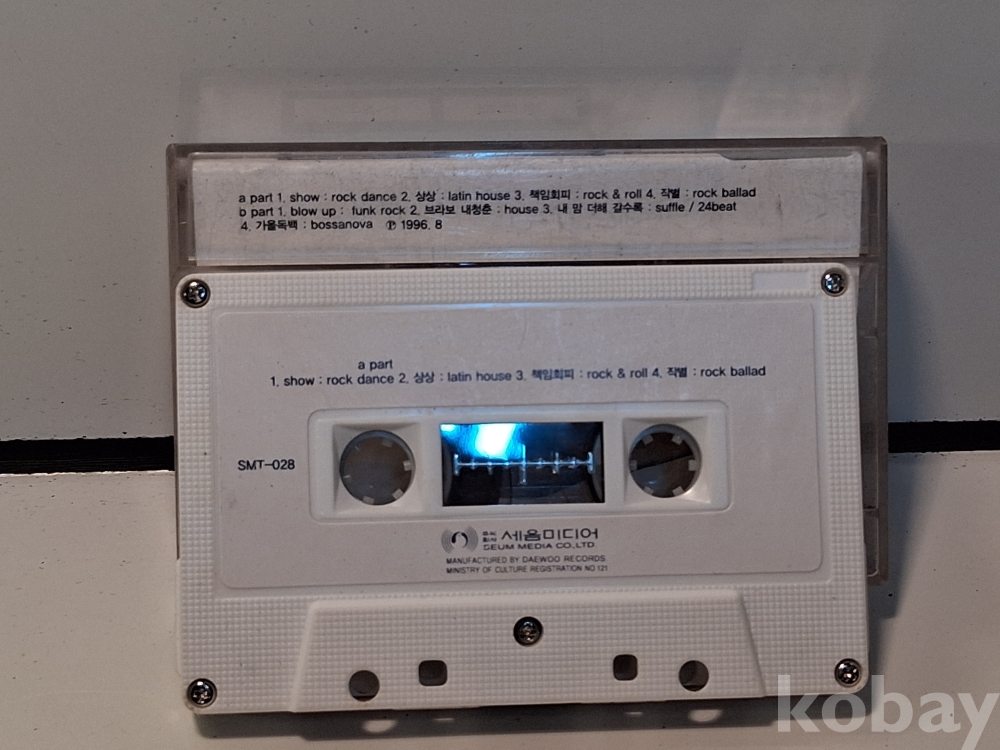 a part 1. show : rock dance 2. 상상 : latin house 3. 책임회피 : rock & roll 4. 작별 : rock ballad
b part 1. blow up : funk rock 2. 브라보 내청춘 : house 3. 내 맘 더해 갈수록 : suffle / 24beat
4. 가을독백 : bossanova ℗ 1996. 8
a part
1. show : rock dance 2. 상상 : latin house 3. 책임회피 : rock & roll 4. 작별 : rock ballad
SMT-028
주식회사 세음미디어
SEUM MEDIA CO.,LTD.
MANUFACTURED BY DAEWOO RECORDS
MINISTRY OF CULTURE REGISTRATION NO 121
kobay